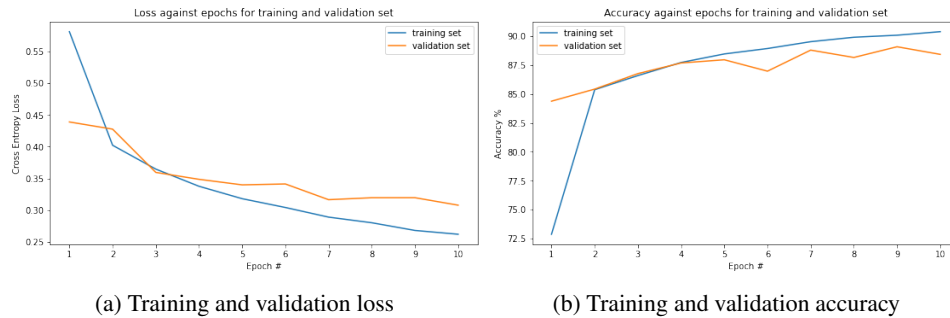 Loss against epochs for training and validation set
training set
validation set
Cross Entropy Loss
0.55
0.50
0.45
0.40
0.35
0.30
0.25
1 2 3 4 5 6 7 8 9 10
Epoch #
(a) Training and validation loss
Accuracy against epochs for training and validation set
training set
validation set
Accuracy %
90.0
87.5
85.0
82.5
80.0
77.5
75.0
72.5
1 2 3 4 5 6 7 8 9 10
Epoch #
(b) Training and validation accuracy